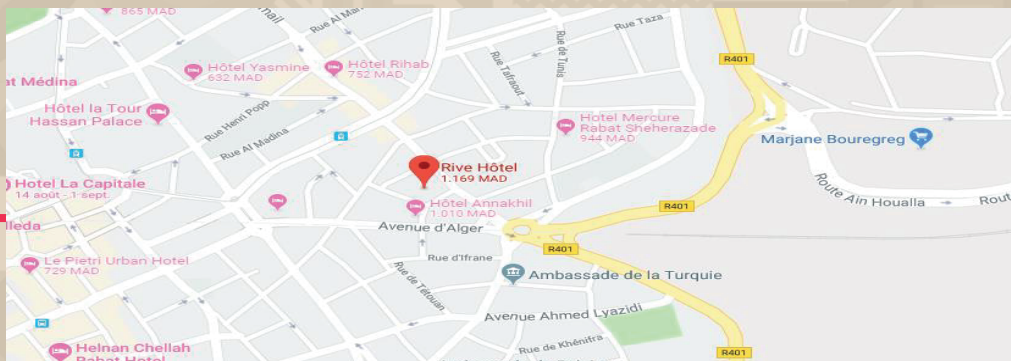 865 MAD
Rue Al Mar
mail
Rue Taza
R401
Hôtel Yasmine
632 MAD
Hôtel Rihab
752 MAD
Rue de Tunis
Rue Tafraout
at Médina
Hôtel la Tour
Hassan Palace
Rue Henri Popp
Rue Al Madina
Hotel Mercure
Rabat Sheherazade
944 MAD
Marjane Bouregreg
Rive Hôtel
1.169 MAD
Hotel La Capitale
14 août - 1 sept.
Route Ain Houalla
Rout
Hôtel Annakhil
1.010 MAD
R401
lleda
Avenue d'Alger
R401
Rue d'Ifrane
Le Pietri Urban Hotel
729 MAD
Rue de Tétouan
Ambassade de la Turquie
Avenue Ahmed Lyazidi
Rue de Khénifra
Helnan Chellah
Rabat Hotel
R401